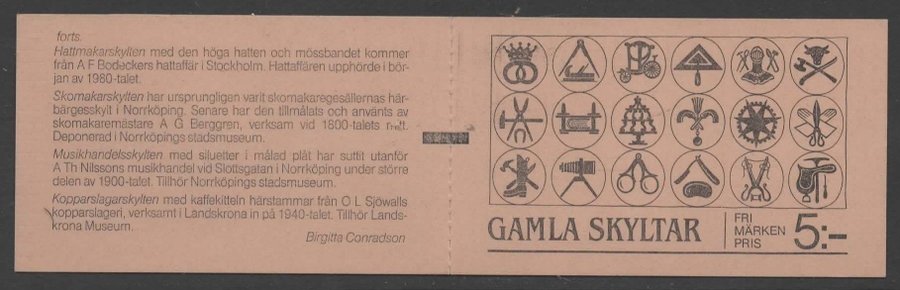 forts.
Hattmakarskylten med den höga hatten och mössbandet kommer
från A F Bodeckers hattaffär i Stockholm. Hattaffären upphörde i bör-
jan av 1980-talet.
Skomakarskylten har ursprungligen varit skomakaregesällernas här-
bärgesskylt i Norrköping. Senare har den tillmålats och använts av
skomakaremästare A G Berggren, verksam vid 1800-talets mitt.
Deponerad i Norrköpings stadsmuseum.
Musikhandelsskylten med siluetter i målad plåt har suttit utanför
A Th Nilssons musikhandel vid Slottsgatan i Norrköping under större
delen av 1900-talet. Tillhör Norrköpings stadsmuseum.
Kopparslagarskylten med kaffekitteln härstammar från O L Sjöwalls
kopparslageri, verksamt i Landskrona in på 1940-talet. Tillhör Lands-
krona Museum.
Birgitta Conradson
GAMLA SKYLTAR
FRI
MÄRKEN
PRIS
5:-